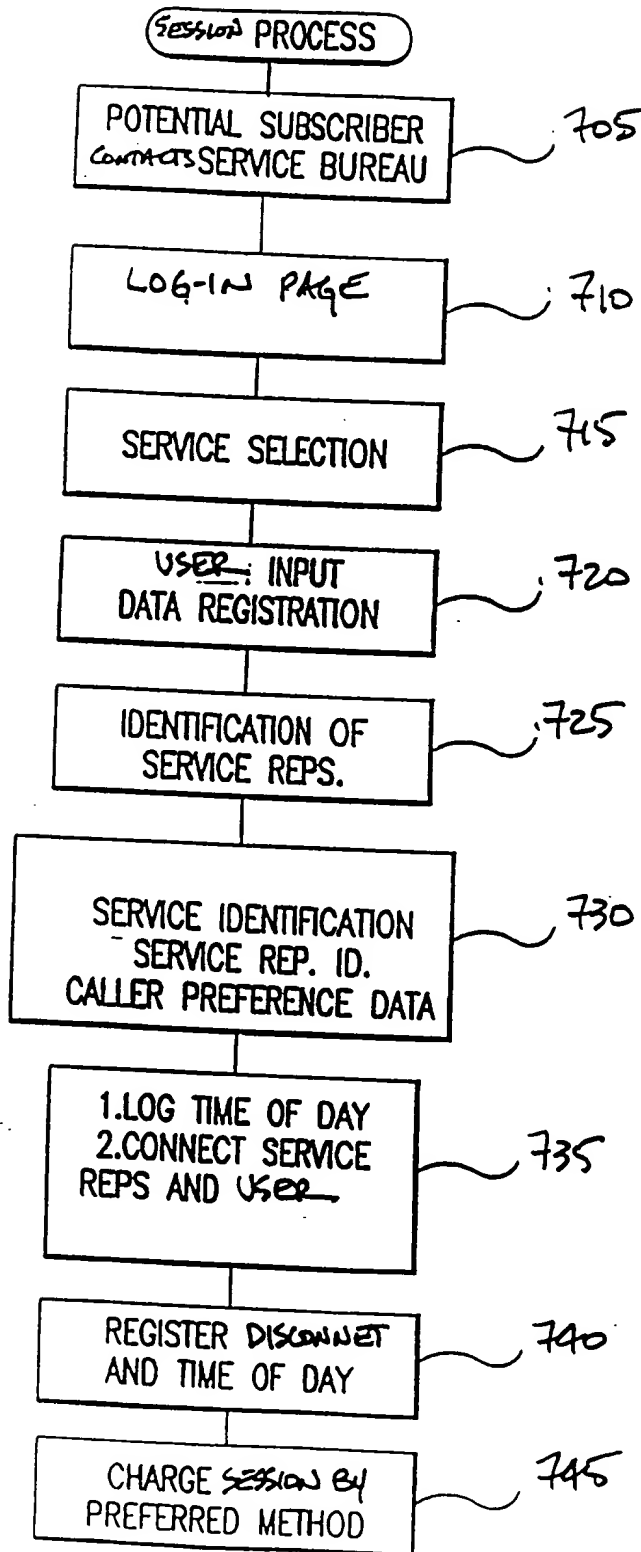 SESSION PROCESS
POTENTIAL SUBSCRIBER
CONTACTS SERVICE BUREAU
705
LOG-IN PAGE
710
SERVICE SELECTION
715
USER: INPUT
DATA REGISTRATION
720
IDENTIFICATION OF
SERVICE REPS.
725
SERVICE IDENTIFICATION
SERVICE REP. ID.
CALLER PREFERENCE DATA
730
1.LOG TIME OF DAY
2.CONNECT SERVICE
REPS AND USER
735
REGISTER DISCONNET
AND TIME OF DAY
740
CHARGE SESSION BY
PREFERRED METHOD
745